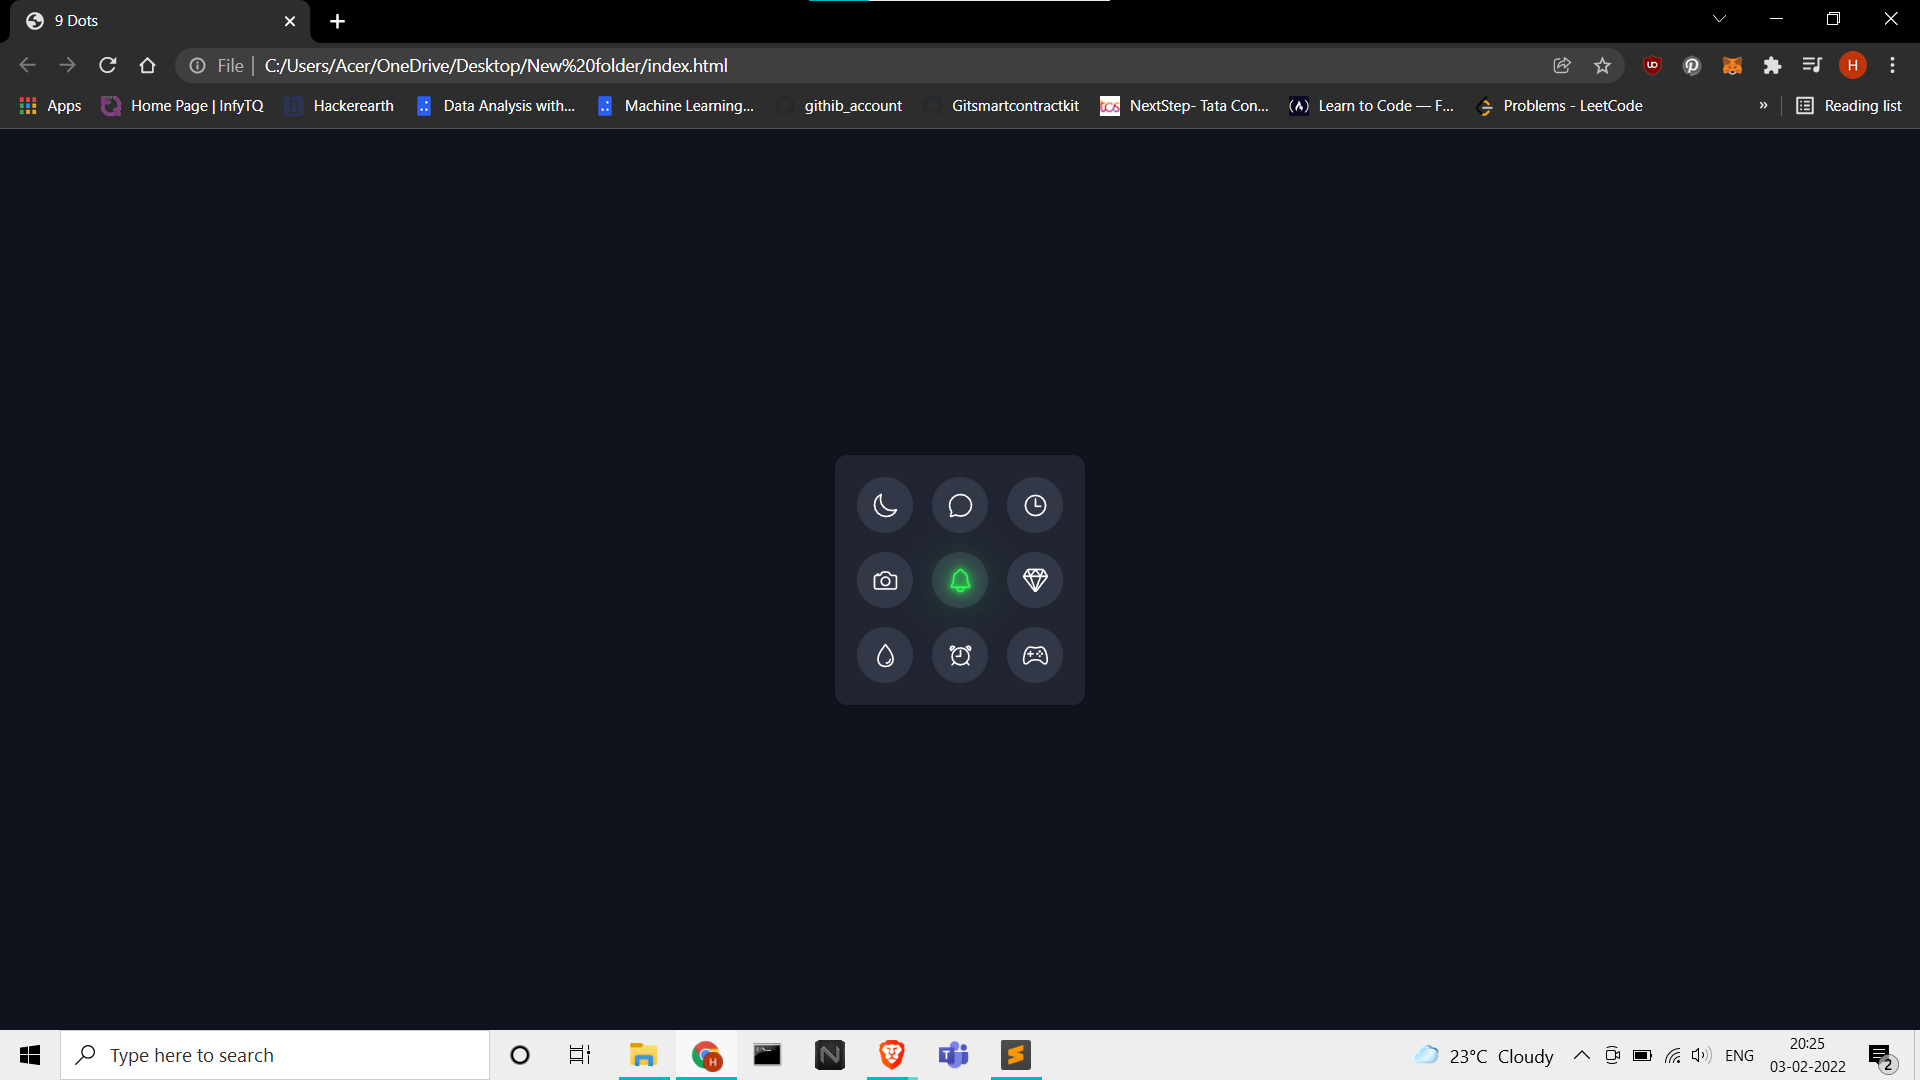 9 Dots
File
C:/Users/Acer/OneDrive/Desktop/New%20folder/index.html
H
Apps
Home Page | InfyTQ
Hackerearth
Data Analysis with...
Machine Learning...
githib_account
Gitsmartcontractkit
NextStep- Tata Con...
Learn to Code — F...
Problems - LeetCode
»
Reading list
Type here to search
23°C Cloudy
ENG
20:25
03-02-2022
2